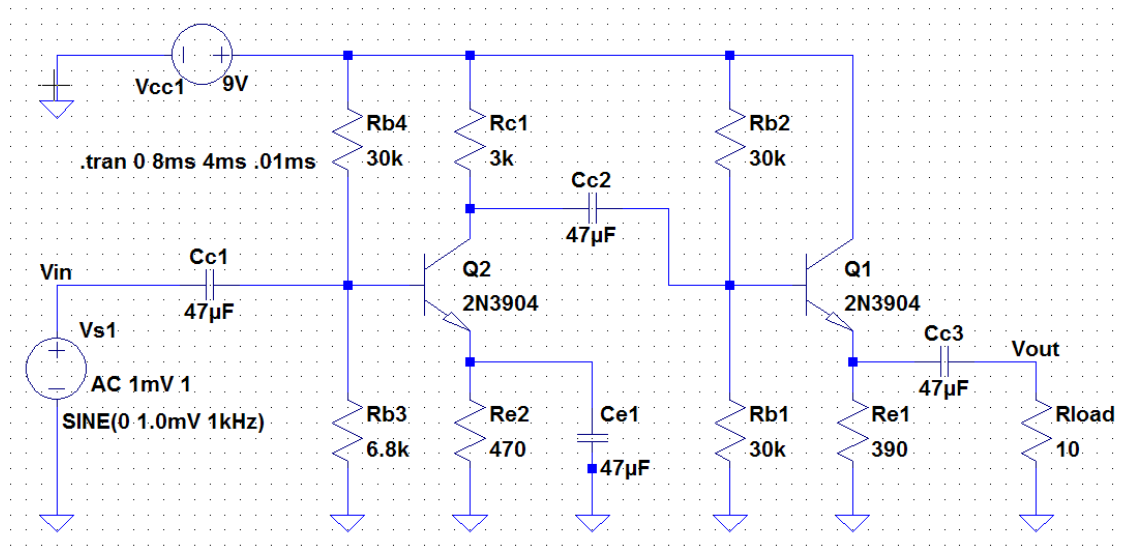 Vcc1
9V
Rb4
30k
Rc1
3k
Rb2
30k
.tran 0 8ms 4ms .01ms
Cc2
47µF
Cc1
47µF
Vin
Q2
2N3904
Q1
2N3904
Vs1
AC 1mV 1
SINE(0 1.0mV 1kHz)
Cc3
47µF
Vout
Rb3
6.8k
Re2
470
Ce1
47µF
Rb1
30k
Re1
390
Rload
10